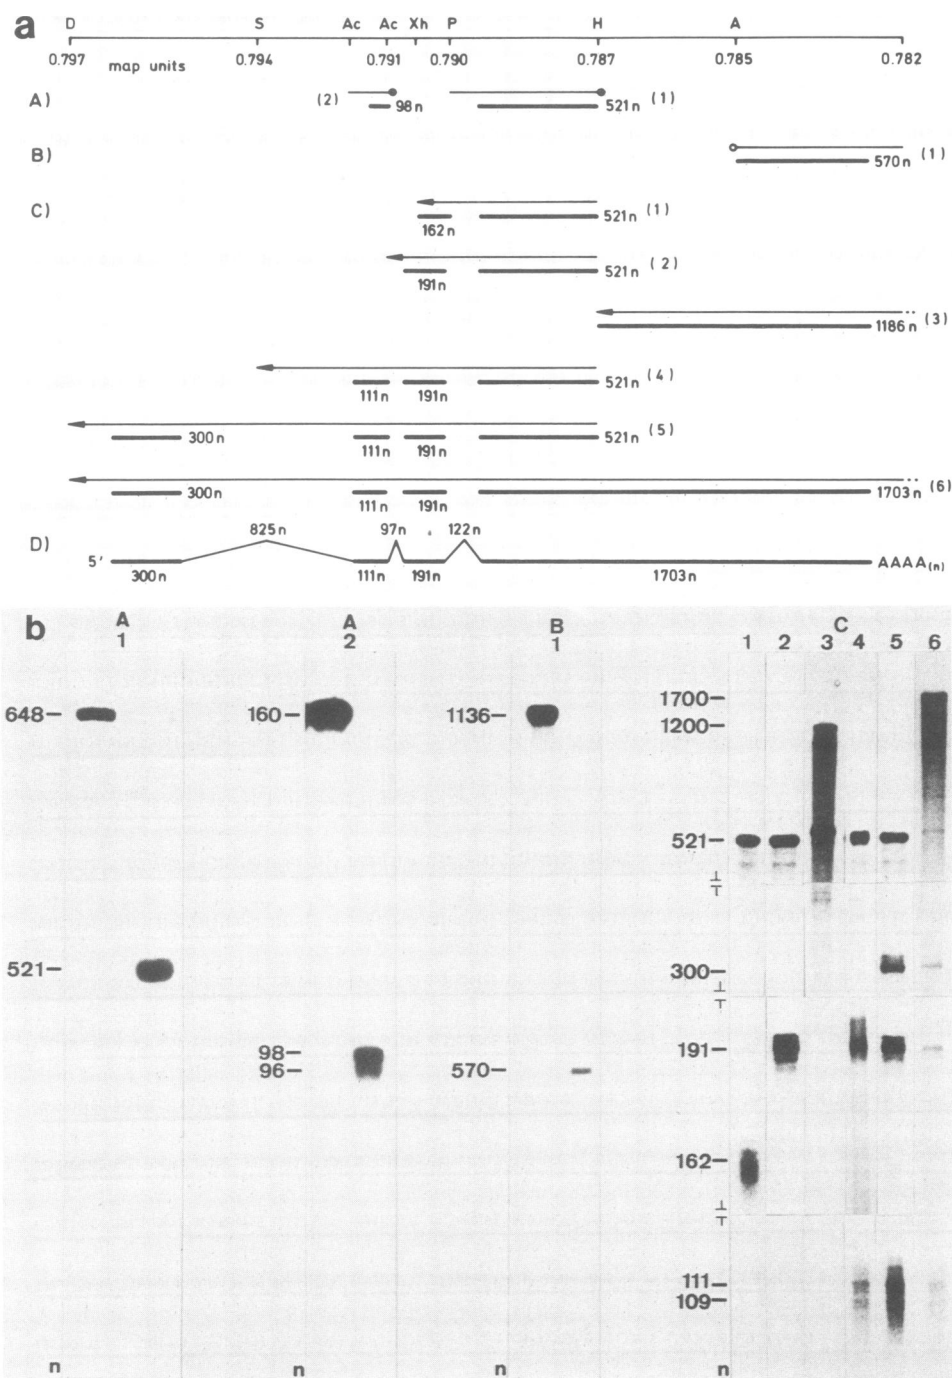 a
D S Ac Ac Xh P H A
0.797 0.794 0.791 0.790 0.787 0.785 0.782
map units
A) (2) 98n 521n (1)
B) 570n (1)
C) 162n 521n (1)
191n 521n (2)
1186n (3)
111n 191n 521n (4)
300n 111n 191n 521n (5)
300n 111n 191n 1703n (6)
825n 97n 122n
D) 5' 300n 111n 191n 1703n AAAA(n)
b
A A B C
1 2 1 1 2 3 4 5 6
648 160 1136 1700
1200
521
521 300
98 191
96 570
162
111
109
n n n n